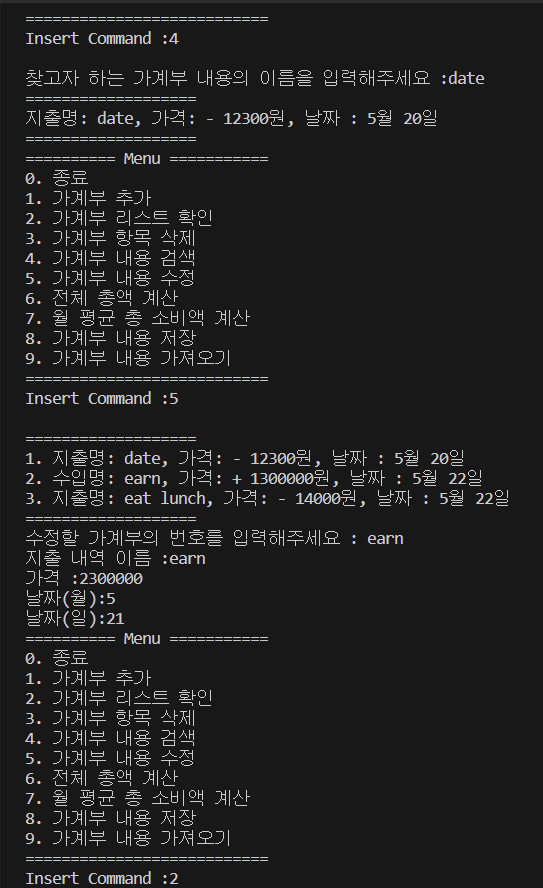 ===========================
Insert Command :4
찾고자 하는 가계부 내용의 이름을 입력해주세요 :date
===================
지출명: date, 가격: - 12300원, 날짜 : 5월 20일
===================
========== Menu ===========
0. 종료
1. 가계부 추가
2. 가계부 리스트 확인
3. 가계부 항목 삭제
4. 가계부 내용 검색
5. 가계부 내용 수정
6. 전체 총액 계산
7. 월 평균 총 소비액 계산
8. 가계부 내용 저장
9. 가계부 내용 가져오기
===========================
Insert Command :5
===================
1. 지출명: date, 가격: - 12300원, 날짜 : 5월 20일
2. 수입명: earn, 가격: + 1300000원, 날짜 : 5월 22일
3. 지출명: eat lunch, 가격: - 14000원, 날짜 : 5월 22일
===================
수정할 가계부의 번호를 입력해주세요 : earn
지출 내역 이름 :earn
가격 :2300000
날짜(월):5
날짜(일):21
========== Menu ===========
0. 종료
1. 가계부 추가
2. 가계부 리스트 확인
3. 가계부 항목 삭제
4. 가계부 내용 검색
5. 가계부 내용 수정
6. 전체 총액 계산
7. 월 평균 총 소비액 계산
8. 가계부 내용 저장
9. 가계부 내용 가져오기
===========================
Insert Command :2